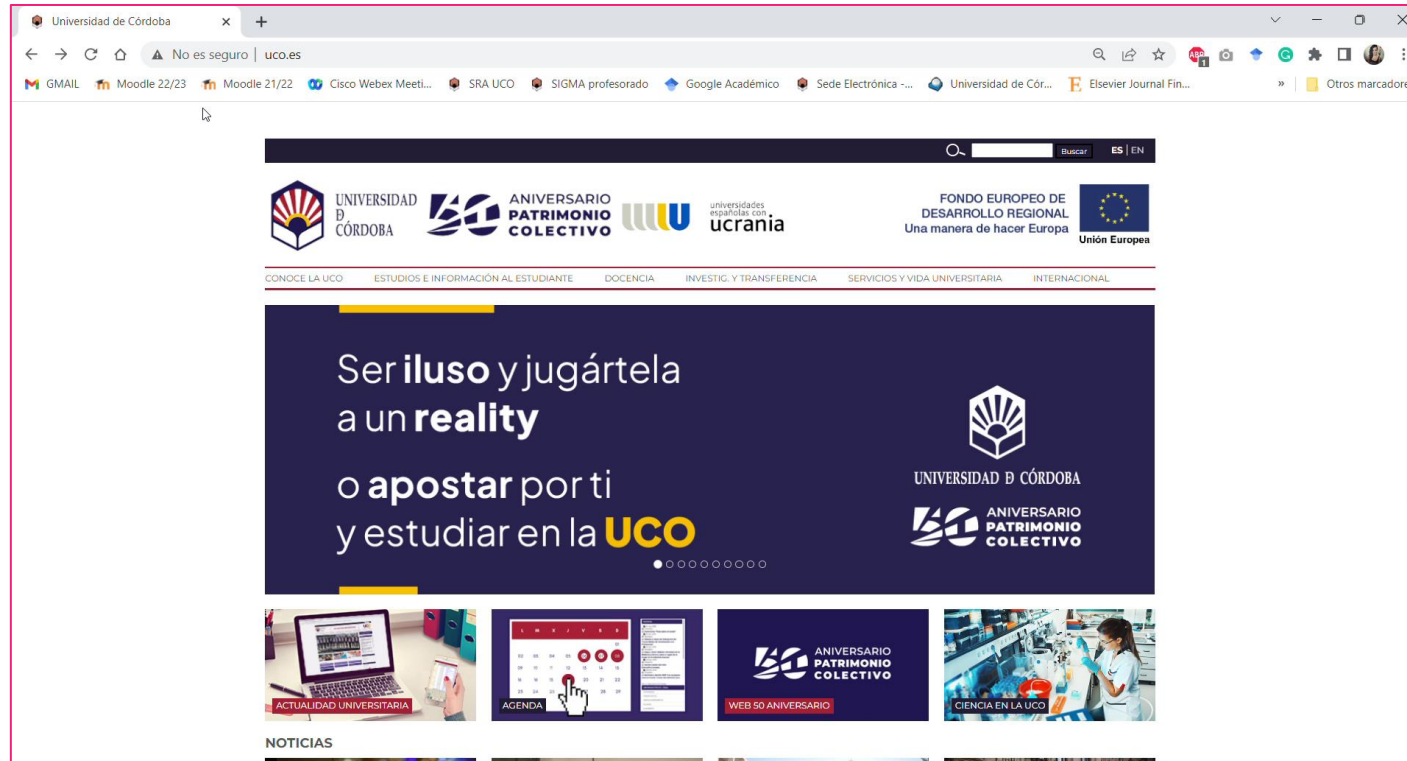 Universidad de Córdoba
No es seguro | uco.es
ABP
1
GMAIL Moodle 22/23 Moodle 21/22 Cisco Webex Meeti... SRA UCO SIGMA profesorado Google Académico Sede Electrónica -... Universidad de Cór... Elsevier Journal Fin... » Otros marcadore
Buscar ES | EN
UNIVERSIDAD
Đ
CÓRDOBA
50 ANIVERSARIO
PATRIMONIO
COLECTIVO
universidades
españolas con
ucrania
FONDO EUROPEO DE
DESARROLLO REGIONAL
Una manera de hacer Europa
Unión Europea
CONOCE LA UCO ESTUDIOS E INFORMACIÓN AL ESTUDIANTE DOCENCIA INVESTIG. Y TRANSFERENCIA SERVICIOS Y VIDA UNIVERSITARIA INTERNACIONAL
Ser iluso y jugártela
a un reality
o apostar por ti
y estudiar en la UCO
UNIVERSIDAD Đ CÓRDOBA
50 ANIVERSARIO
PATRIMONIO
COLECTIVO
L M X J V S D
50 ANIVERSARIO
PATRIMONIO
COLECTIVO
ACTUALIDAD UNIVERSITARIA
AGENDA
WEB 50 ANIVERSARIO
CIENCIA EN LA UCO
NOTICIAS